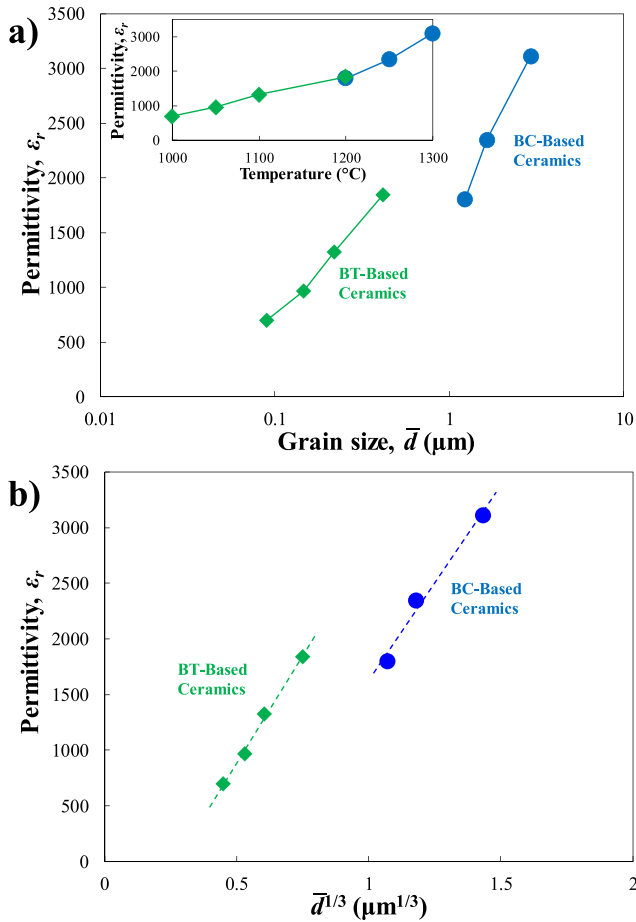 a)
Permittivity, εr
3500
3000
2500
2000
1500
1000
500
0
0.01
0.1
1
10
Grain size, d̅ (µm)
BT-Based
Ceramics
BC-Based
Ceramics
Permittivity, εr
3000
2000
1000
0
1000
1100
1200
1300
Temperature (°C)
b)
Permittivity, εr
3500
3000
2500
2000
1500
1000
500
0
0
0.5
1
1.5
2
d̅1/3 (µm1/3)
BT-Based
Ceramics
BC-Based
Ceramics